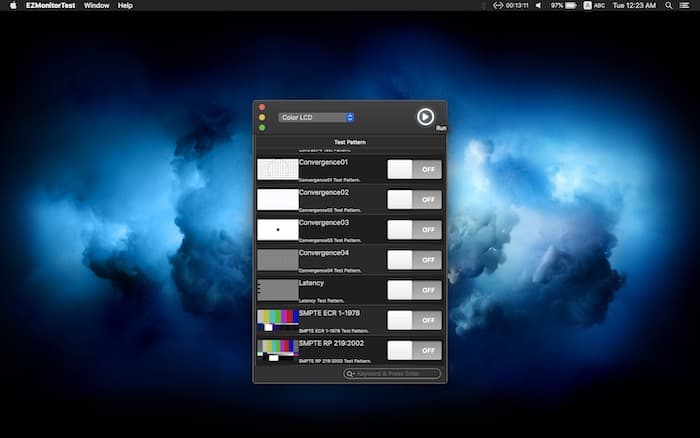 EZMonitorTest Window Help 00:13:11 97% A ABC Tue 12:23 AM
Color LCD
Run
Test Pattern
Convergence01
OFF
Convergence01 Test Pattern.
Convergence02
OFF
Convergence02 Test Pattern.
Convergence03
OFF
Convergence03 Test Pattern.
Convergence04
OFF
Convergence04 Test Pattern.
Latency
OFF
Latency Test Pattern.
SMPTE ECR 1-1978
OFF
SMPTE ECR 1-1978 Test Pattern.
SMPTE RP 219:2002
OFF
SMPTE RP 219:2002 Test Pattern.
Keyword & Press Enter